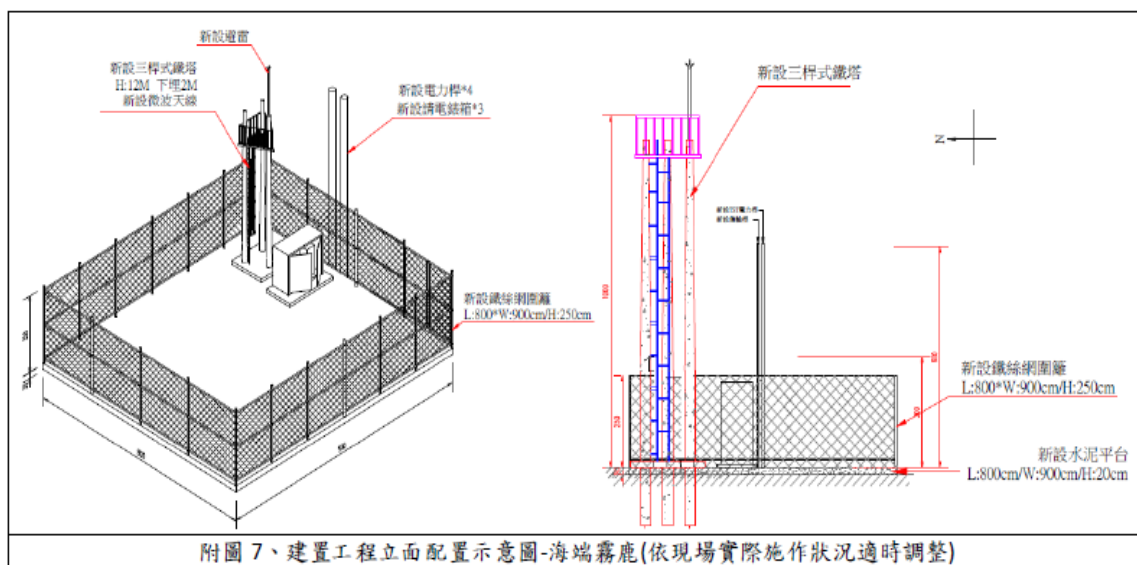 新設避雷
新設三桿式鐵塔
H:12M 下埋2M
新設微波天線
新設電力桿*4
新設請電錶箱*3
新設鐵絲網圍籬
L:800*W:900cm/H:250cm
新設三桿式鐵塔
N
1000
250
新設鐵絲網圍籬
L:800*W:900cm/H:250cm
新設水泥平台
L:800cm/W:900cm/H:20cm
附圖 7、建置工程立面配置示意圖-海端霧鹿(依現場實際施作狀況適時調整)